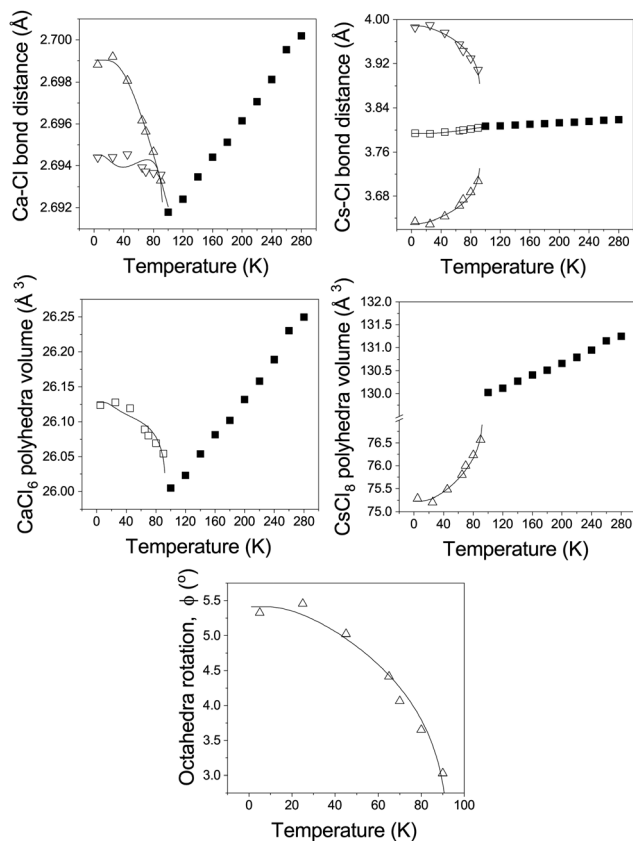 Ca-Cl bond distance (Å)
2.700
2.698
2.696
2.694
2.692
0 40 80 120 160 200 240 280
Temperature (K)
Cs-Cl bond distance (Å)
4.00
3.92
3.84
3.76
3.68
0 40 80 120 160 200 240 280
Temperature (K)
CaCl₆ polyhedra volume (Å ³)
26.25
26.20
26.15
26.10
26.05
26.00
0 40 80 120 160 200 240 280
Temperature (K)
CsCl₈ polyhedra volume (Å ³)
132.0
131.5
131.0
130.5
130.0
76.5
76.0
75.5
75.0
0 40 80 120 160 200 240 280
Temperature (K)
Octahedra rotation, ϕ (º)
5.5
5.0
4.5
4.0
3.5
3.0
0 20 40 60 80 100
Temperature (K)